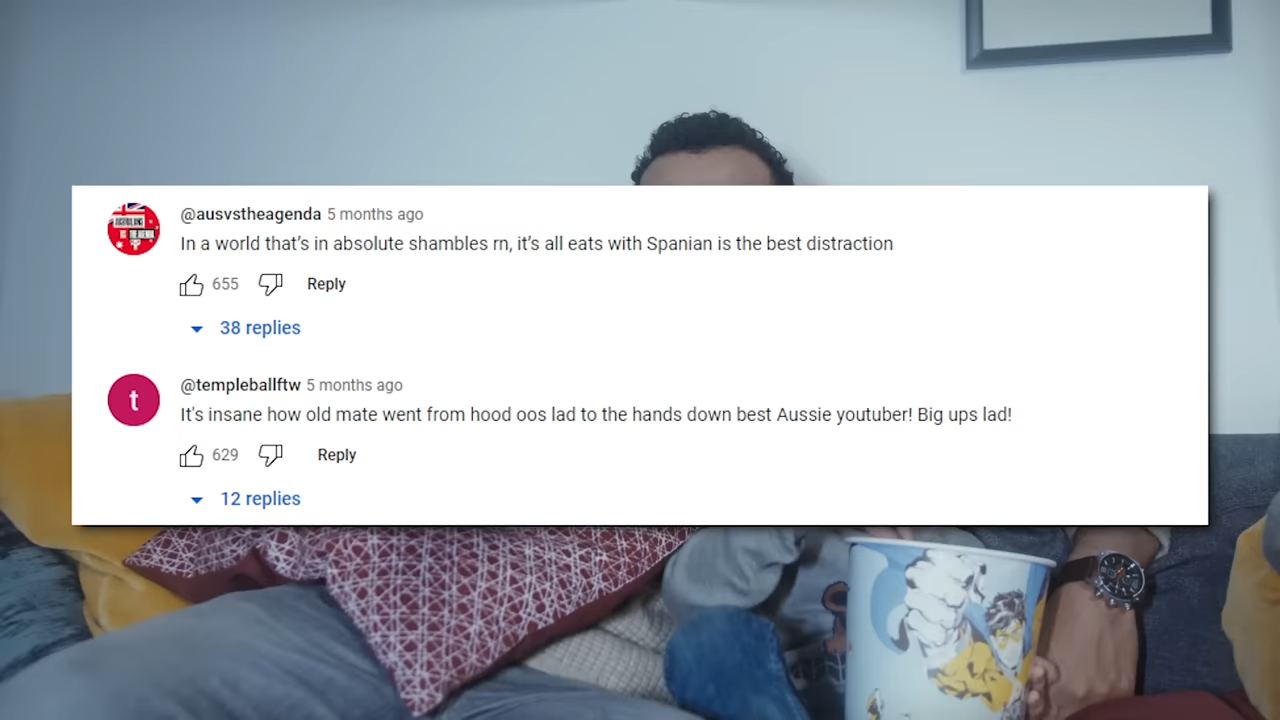 @ausvstheagenda 5 months ago
In a world that’s in absolute shambles rn, it’s all eats with Spanian is the best distraction
655 Reply
38 replies
t
@templeballftw 5 months ago
It's insane how old mate went from hood oos lad to the hands down best Aussie youtuber! Big ups lad!
629 Reply
12 replies